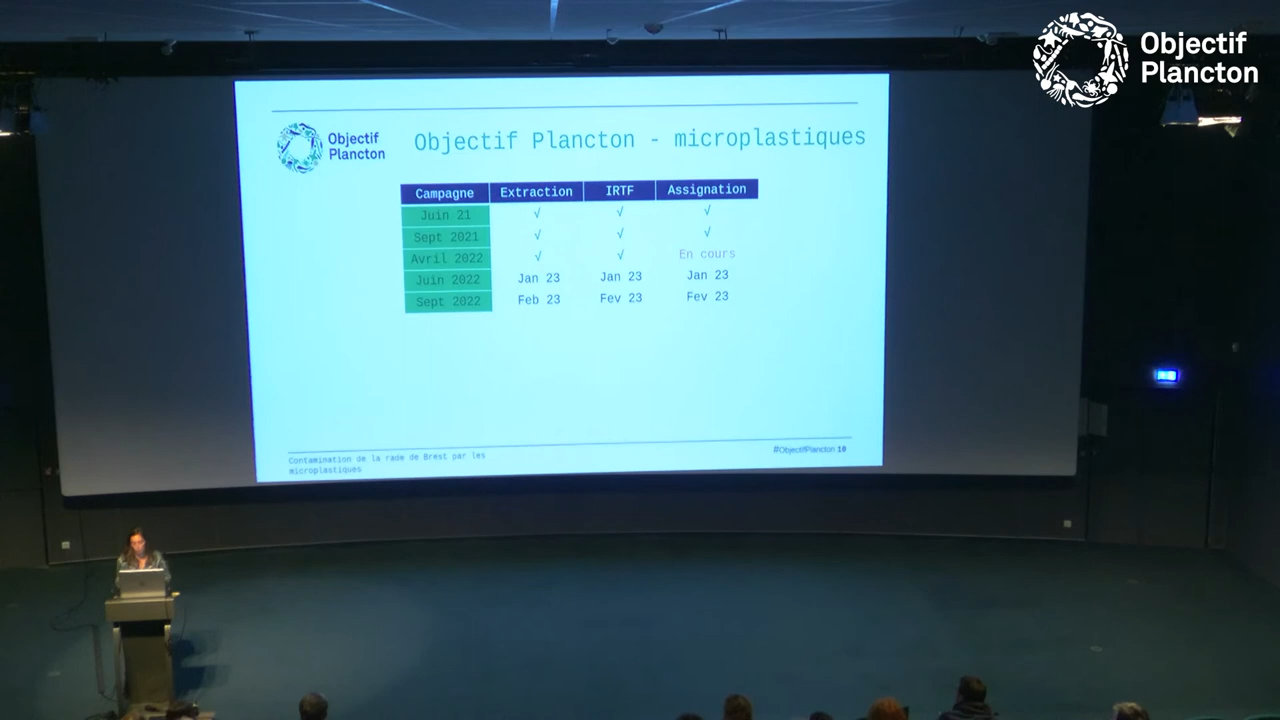 Objectif
Plancton
Objectif
Plancton
Objectif Plancton - microplastiques
Campagne Extraction IRTF Assignation
Juin 21 √ √ √
Sept 2021 √ √ √
Avril 2022 √ √ En cours
Juin 2022 Jan 23 Jan 23 Jan 23
Sept 2022 Feb 23 Fev 23 Fev 23
Contamination de la rade de Brest par les
microplastiques
#ObjectifPlancton 10